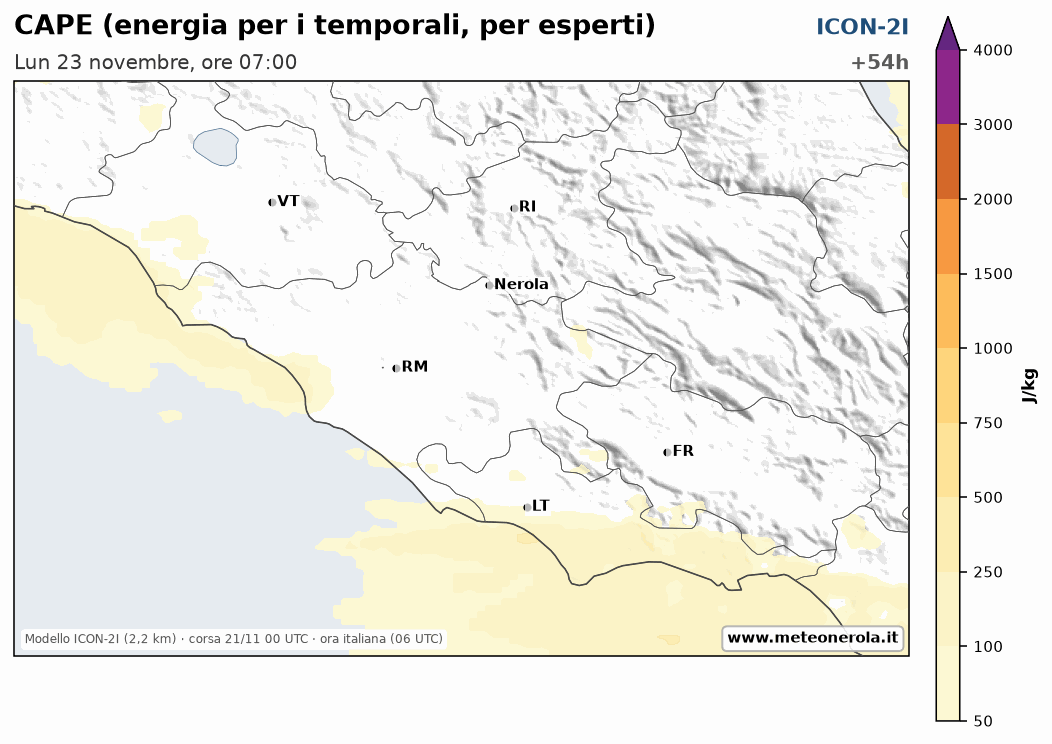 CAPE (energia per i temporali, per esperti)
ICON-2I
Lun 23 novembre, ore 07:00
+54h
4000
3000
2000
1500
1000
750
500
250
100
50
J/kg
VT
RI
Nerola
RM
FR
LT
Modello ICON-2I (2,2 km) · corsa 21/11 00 UTC · ora italiana (06 UTC)
www.meteonerola.it